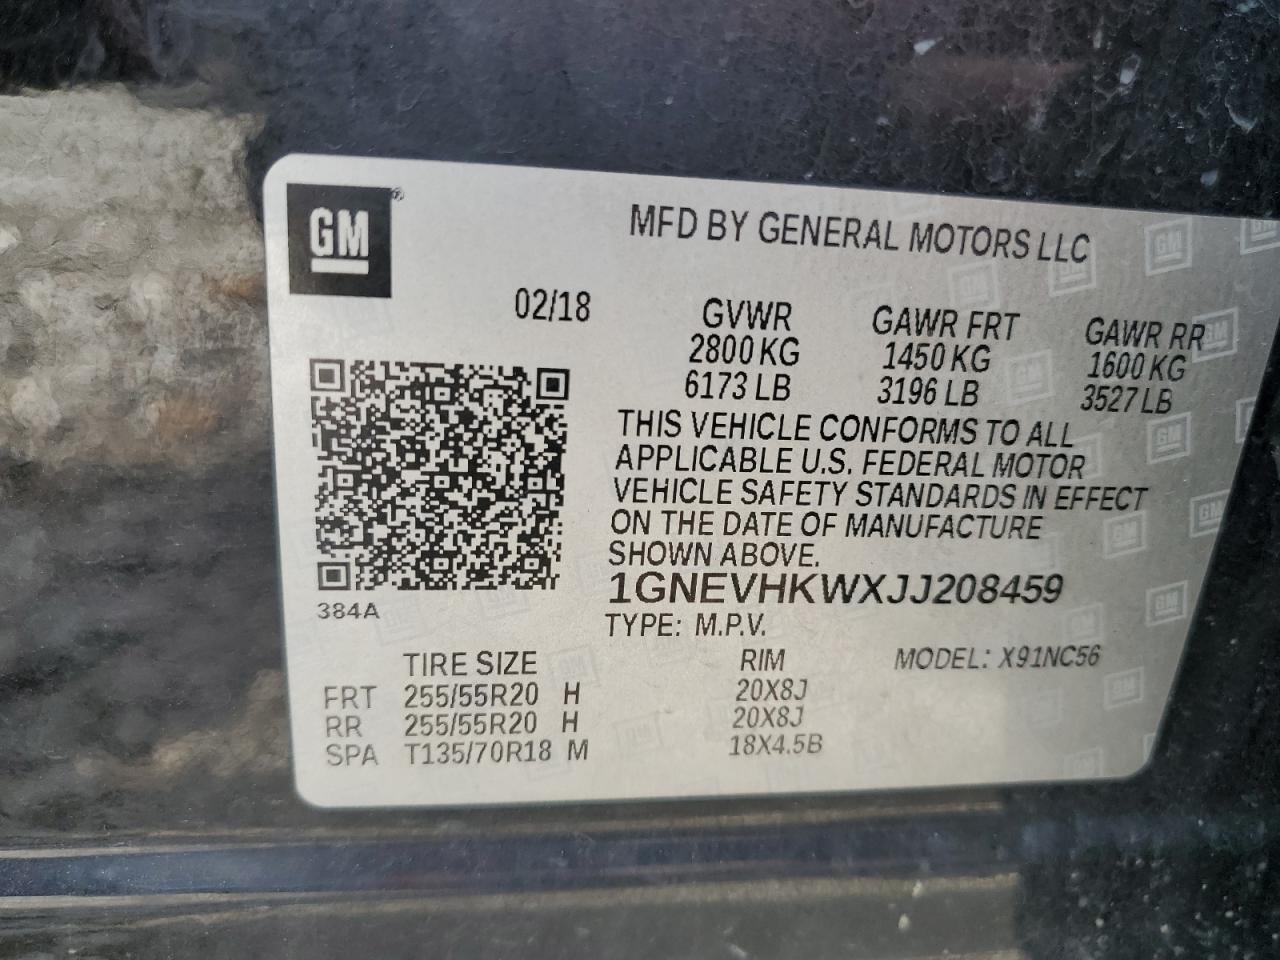 GM ®
MFD BY GENERAL MOTORS LLC
02/18 GVWR GAWR FRT GAWR RR
2800 KG 1450 KG 1600 KG
6173 LB 3196 LB 3527 LB
THIS VEHICLE CONFORMS TO ALL
APPLICABLE U.S. FEDERAL MOTOR
VEHICLE SAFETY STANDARDS IN EFFECT
ON THE DATE OF MANUFACTURE
SHOWN ABOVE.
1GNEVHKWXJJ208459
384A
TYPE: M.P.V.
TIRE SIZE RIM MODEL: X91NC56
FRT 255/55R20 H 20X8J
RR 255/55R20 H 20X8J
SPA T135/70R18 M 18X4.5B